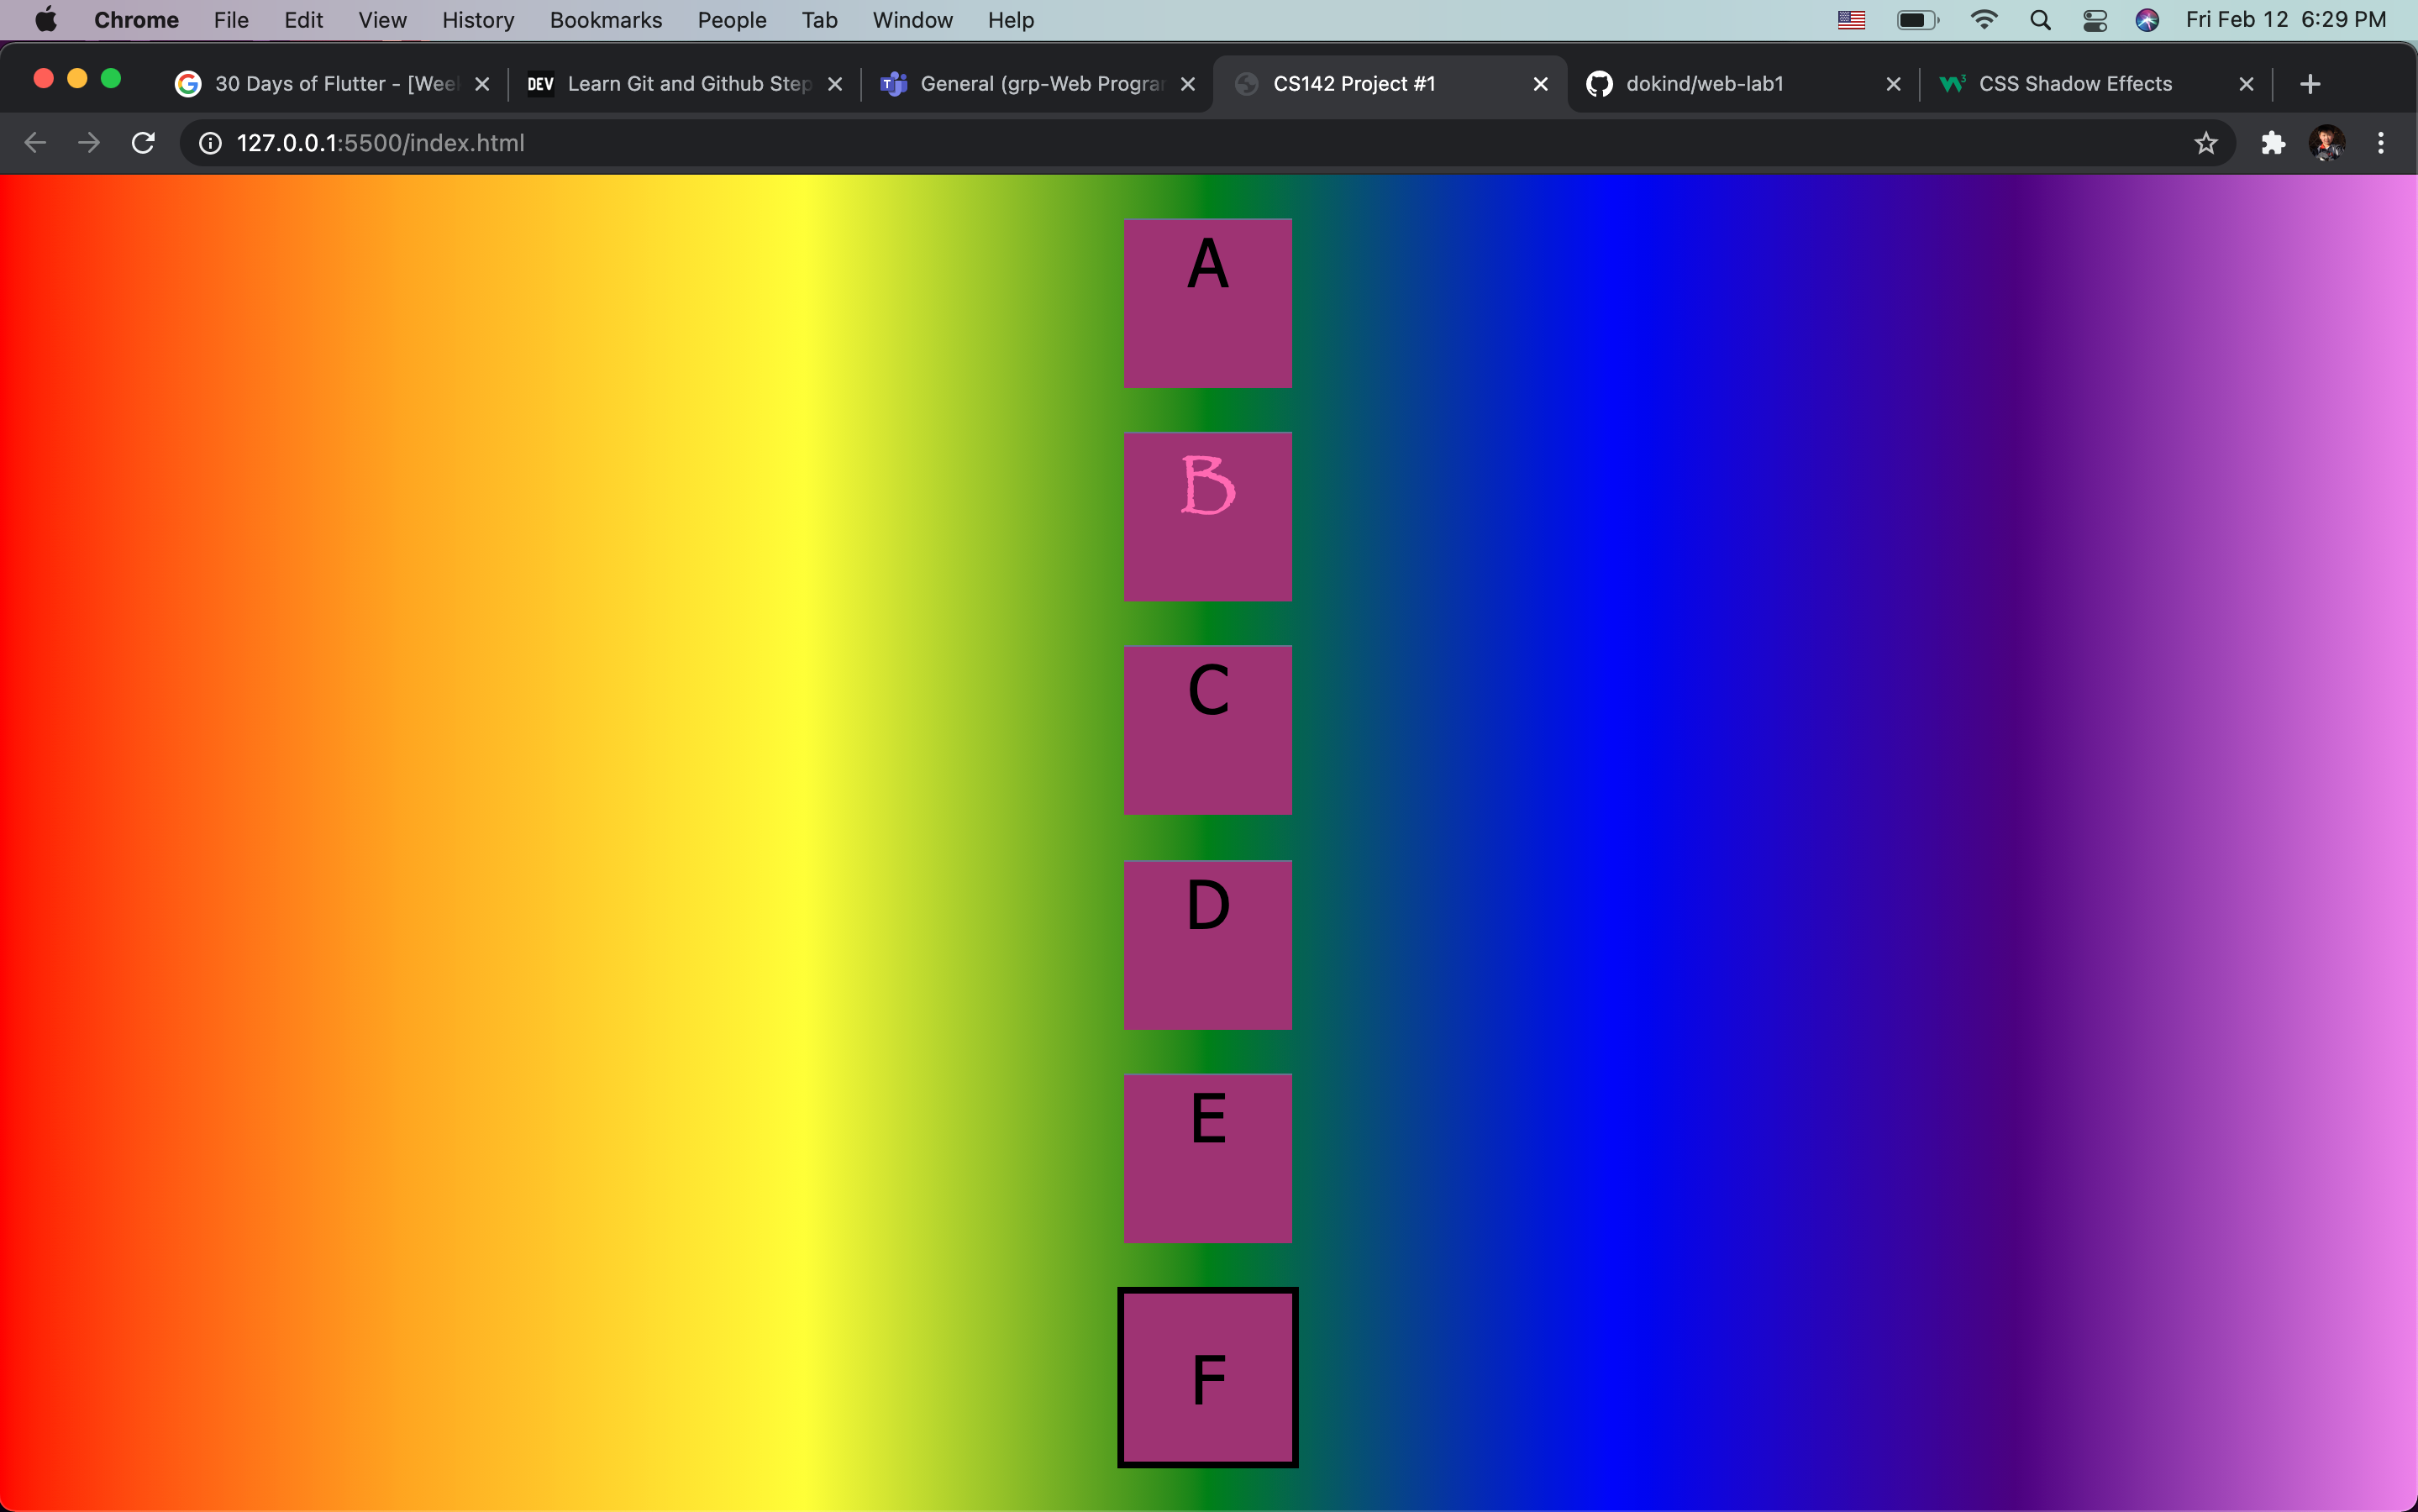 Chrome File Edit View History Bookmarks People Tab Window Help Fri Feb 12 6:29 PM
30 Days of Flutter - [Week DEV Learn Git and Github Step General (grp-Web Progra CS142 Project #1 dokind/web-lab1 CSS Shadow Effects
127.0.0.1:5500/index.html
A
B
C
D
E
F